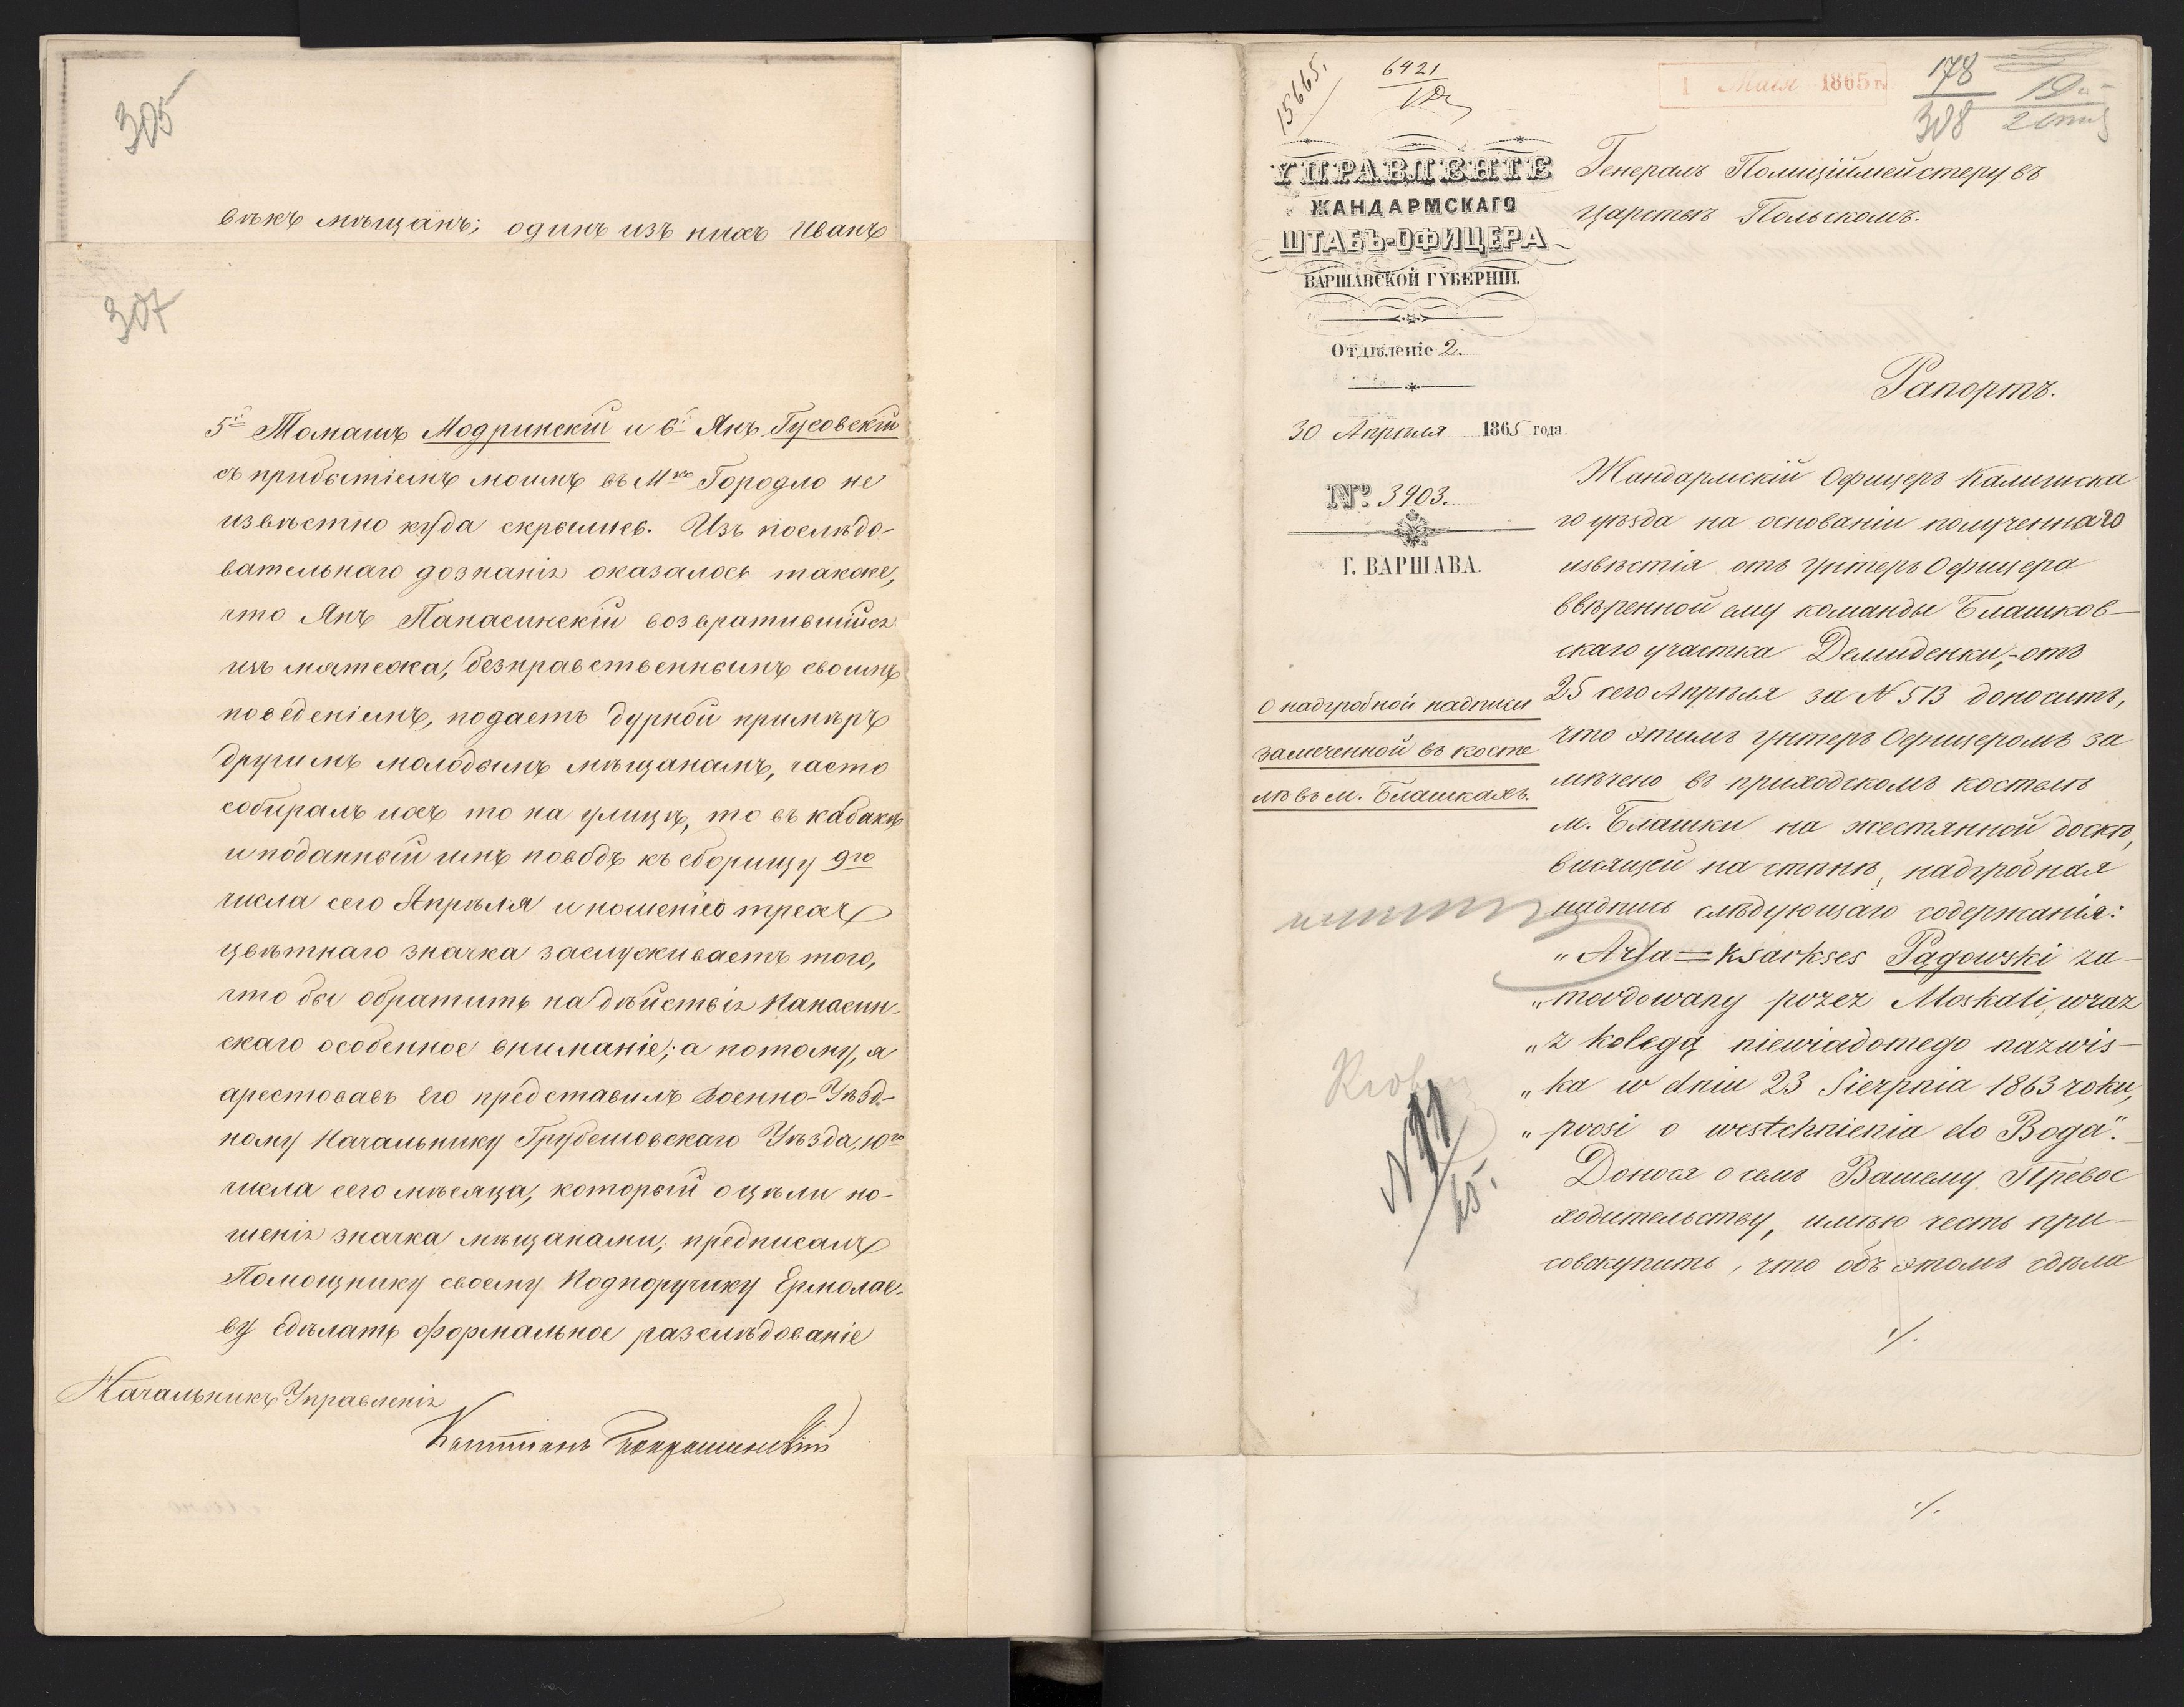 305
вѣкъ мѣщанъ; одинъ изъ нихъ Иванъ
307
5й Томашъ Модринскій и 6й Янъ Гусовскій
съ прибытіемъ моимъ въ Мко Городло не
извѣстно куда скрылись. Изъ послѣдо-
вательнаго дознанія оказалось также,
что Янъ Панасинскій возвратившійся
изъ мятежа, безнравственнымъ своимъ
поведеніемъ, подаетъ дурной примѣръ
другимъ молодымъ мѣщанамъ, часто
собиралъ ихъ то на улицѣ, то въ кабакѣ
и поданный имъ поводъ къ сборищу 9го
числа сего Апрѣля и ношенію трехъ
цвѣтнаго значка заслуживаетъ того,
что бы обратить на дѣйствія Панасин-
скаго особенное вниманіе; а потому, я
арестовавъ его представилъ Военно-Уѣзд-
ному Начальнику Грубешовскаго Уѣзда, 10го
числа сего мѣсяца, который о цѣли но-
шенія значка мѣщанами, предписалъ
Помощнику своему Подпоручику Ермолае-
ву сдѣлать формальное разслѣдованіе
Начальникъ Управленія
Капитанъ
15665.
6421
1 Мая 1865 г.
178
308
19
УПРАВЛЕНІЕ
ЖАНДАРМСКАГО
ШТАБЪ-ОФИЦЕРА
ВАРШАВСКОЙ ГУБЕРНІИ.
Отдѣленіе 2.
30 Апрѣля 1865 года
№ 3903.
Г. ВАРШАВА.
О надгробной надписи
замеченной въ косте
лѣ въ м. Блашкахъ.
Генералъ Полиціймейстеру въ
Царствѣ Польскомъ.
Рапортъ.
Жандармскій Офицеръ Калишска
го уѣзда на основаніи полученнаго
извѣстія отъ Унтеръ Офицера
ввѣренной ему команды Блашков-
скаго участка Демиденки,-отъ
25 сего Апрѣля за N 513 доноситъ,
что этимъ Унтеръ Офицеромъ за
мѣчено въ приходскомъ костелѣ
м. Блашки на жестянной доскѣ,
висящей на стѣнѣ, надгробная
надпись слѣдующаго содержанія:
„Arta=ksarkses Pągowski za-
„mordowany przez Moskali, wraz
„z kolegą niewiadomego nazwis-
„ka w dniu 23 Sierpnia 1863 roku,
„prosi o westchnienia do Boga".
Донося о семъ Вашему Превос
ходительству, имѣю честь при-
совокупить, что объ этомъ сдѣла
N 11
65.
./.
./.